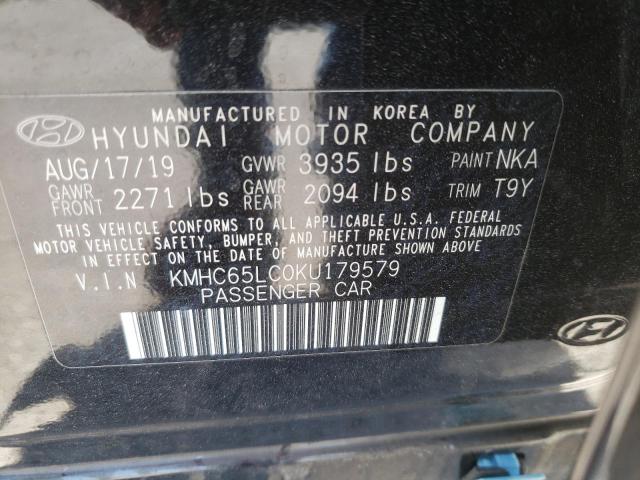 MANUFACTURED IN KOREA BY
HYUNDAI MOTOR COMPANY
AUG/17/19 GVWR 3935 lbs PAINT NKA
GAWR FRONT 2271 lbs GAWR REAR 2094 lbs TRIM T9Y
THIS VEHICLE CONFORMS TO ALL APPLICABLE U.S.A. FEDERAL
MOTOR VEHICLE SAFETY, BUMPER, AND THEFT PREVENTION STANDARDS
IN EFFECT ON THE DATE OF MANUFACTURE SHOWN ABOVE.
V.I.N KMHC65LC0KU179579
PASSENGER CAR